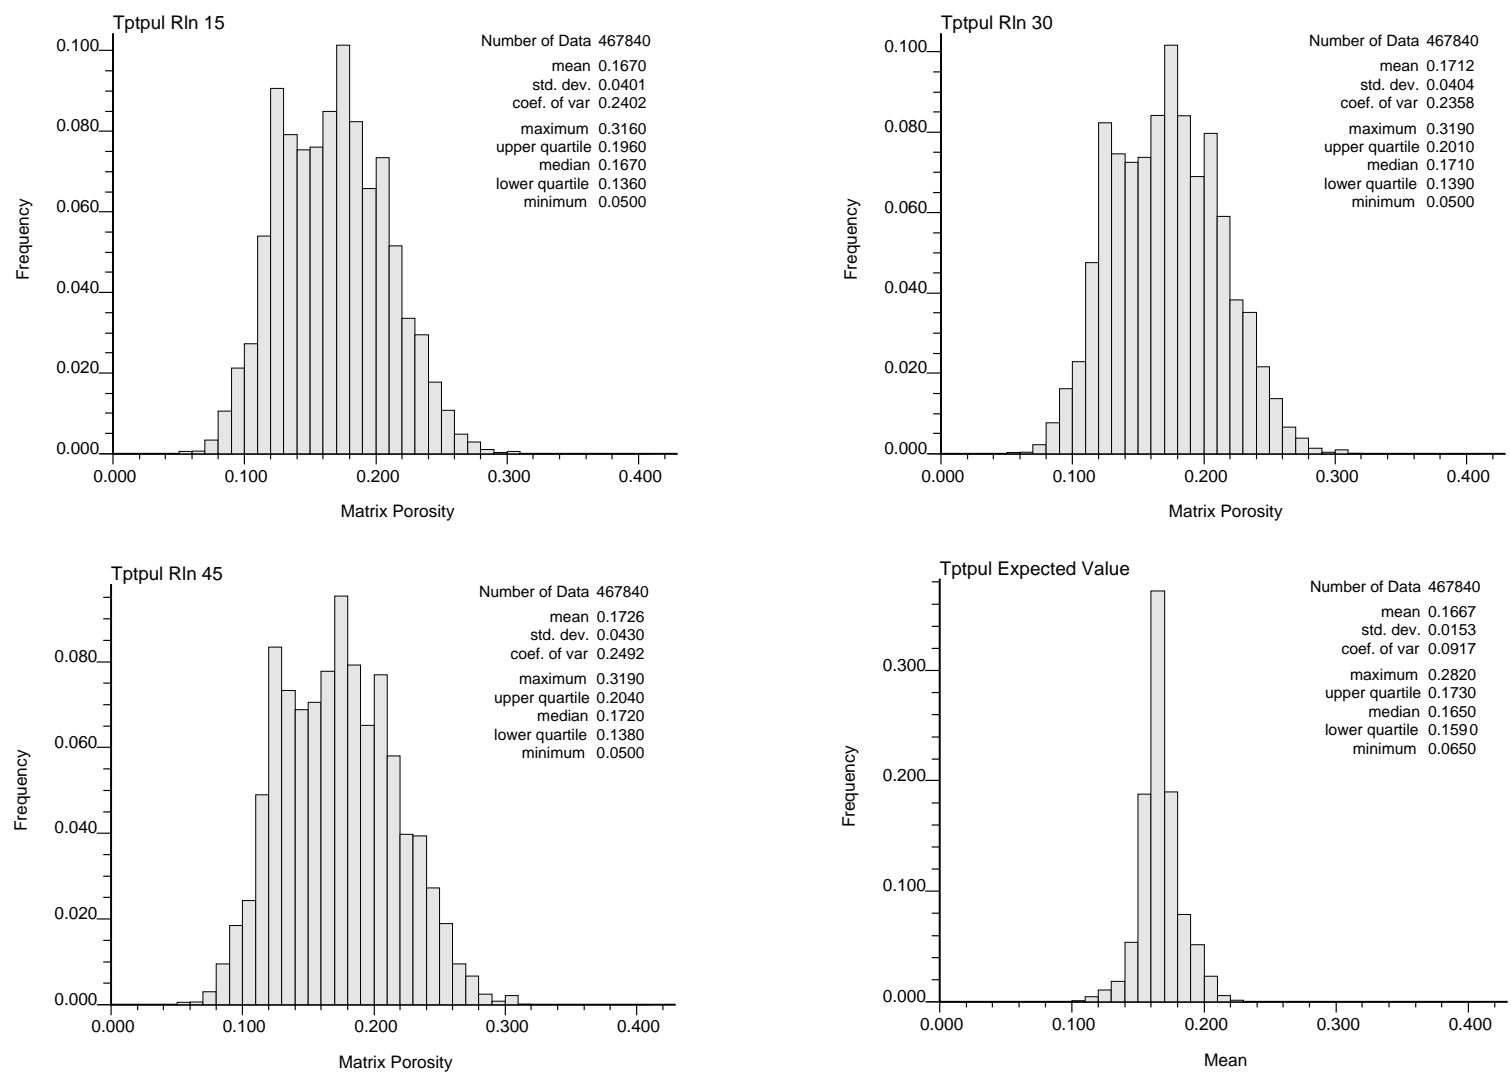 Tptpul Rln 15
Number of Data 467840
mean 0.1670
std. dev. 0.0401
coef. of var 0.2402
maximum 0.3160
upper quartile 0.1960
median 0.1670
lower quartile 0.1360
minimum 0.0500
Frequency
0.100
0.080
0.060
0.040
0.020
0.000
0.000 0.100 0.200 0.300 0.400
Matrix Porosity
Tptpul Rln 30
Number of Data 467840
mean 0.1712
std. dev. 0.0404
coef. of var 0.2358
maximum 0.3190
upper quartile 0.2010
median 0.1710
lower quartile 0.1390
minimum 0.0500
Frequency
0.100
0.080
0.060
0.040
0.020
0.000
0.000 0.100 0.200 0.300 0.400
Matrix Porosity
Tptpul Rln 45
Number of Data 467840
mean 0.1726
std. dev. 0.0430
coef. of var 0.2492
maximum 0.3190
upper quartile 0.2040
median 0.1720
lower quartile 0.1380
minimum 0.0500
Frequency
0.080
0.060
0.040
0.020
0.000
0.000 0.100 0.200 0.300 0.400
Matrix Porosity
Tptpul Expected Value
Number of Data 467840
mean 0.1667
std. dev. 0.0153
coef. of var 0.0917
maximum 0.2820
upper quartile 0.1730
median 0.1650
lower quartile 0.1590
minimum 0.0650
Frequency
0.300
0.200
0.100
0.000
0.000 0.100 0.200 0.300 0.400
Mean